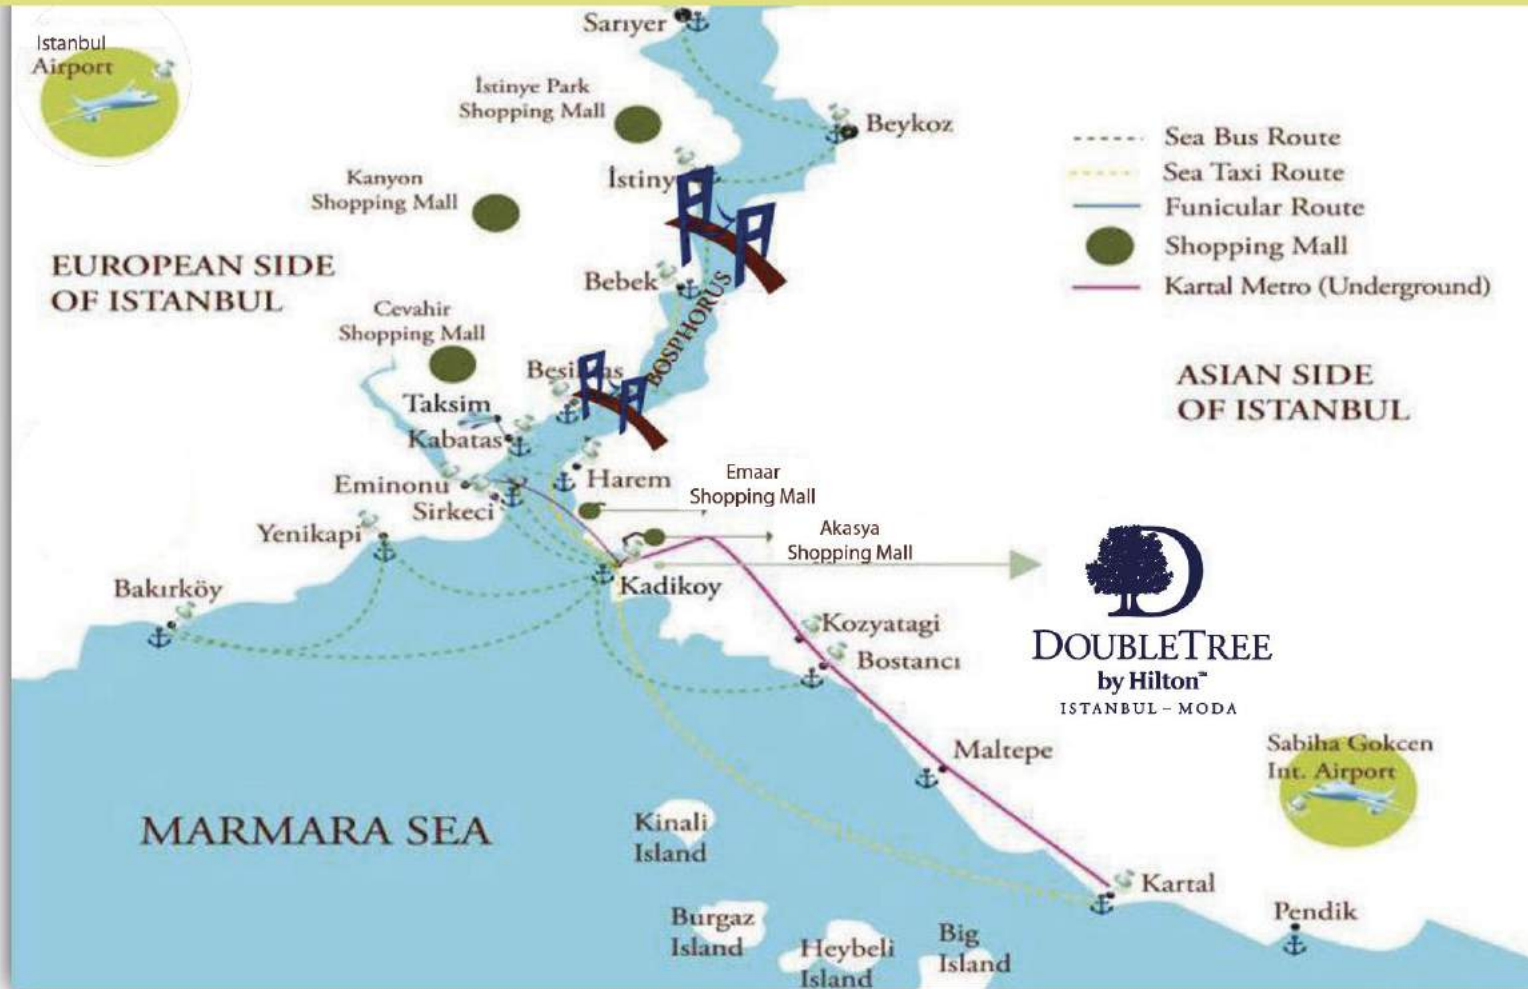 Sarıyer
Istanbul
Airport
İstinye Park
Shopping Mall
Beykoz
Sea Bus Route
Sea Taxi Route
Funicular Route
Shopping Mall
Kartal Metro (Underground)
İstiny
Kanyon
Shopping Mall
EUROPEAN SIDE
OF ISTANBUL
Bebek
BOSPHORUS
Cevahir
Shopping Mall
ASIAN SIDE
OF ISTANBUL
Taksim
Kabatas
Harem
Emaar
Shopping Mall
Eminonu
Sirkeci
Akasya
Shopping Mall
Yenikapi
Bakırköy
Kadikoy
Kozyatagi
Bostancı
D
DOUBLETREE
by Hilton™
ISTANBUL – MODA
Maltepe
Sabiha Gokcen
Int. Airport
MARMARA SEA
Kinali
Island
Kartal
Pendik
Burgaz
Island
Heybeli
Island
Big
Island